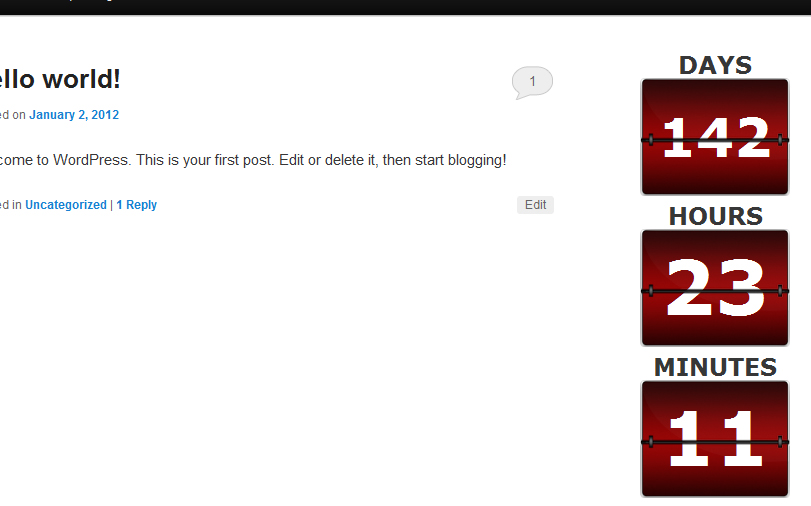 ello world!
1
ed on January 2, 2012
come to WordPress. This is your first post. Edit or delete it, then start blogging!
ed in Uncategorized | 1 Reply
Edit
DAYS
142
HOURS
23
MINUTES
11